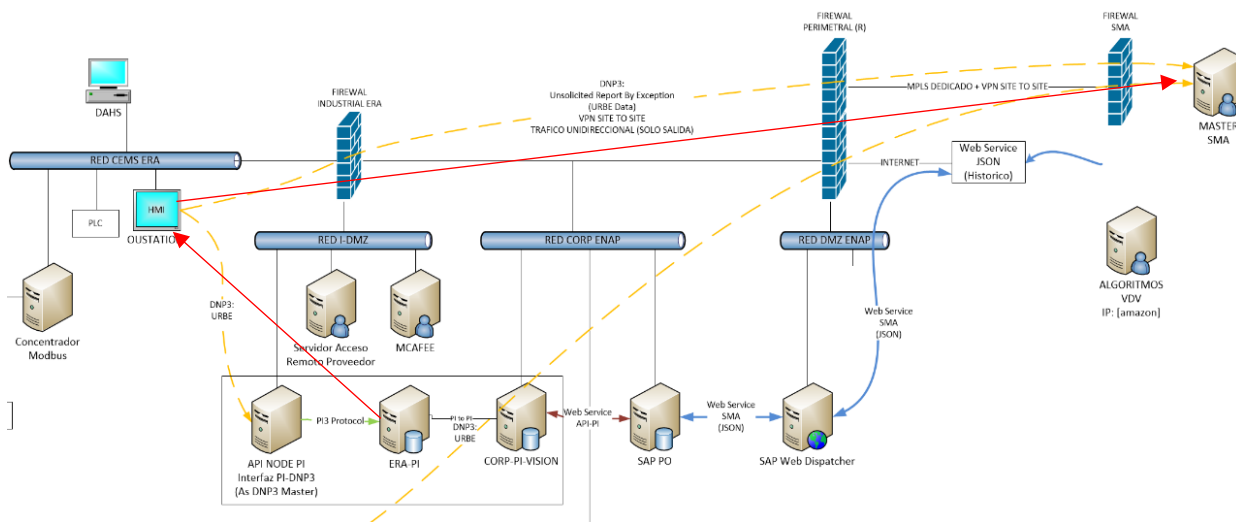 FIREWAL
PERIMETRAL (R)
FIREWAL
SMA
DAHS
FIREWAL
INDUSTRIAL ERA
DNP3:
Unsolicited Report By Exception
(URBE Data)
VPN SITE TO SITE
TRAFICO UNIDIRECCIONAL (SOLO SALIDA)
MPLS DEDICADO + VPN SITE TO SITE
MASTER
SMA
RED CEMS ERA
INTERNET
Web Service
JSON
(Historico)
PLC
HMI
OUSTATIO
RED I-DMZ
RED CORP ENAP
RED DMZ ENAP
ALGORITMOS
VDV
IP: [amazon]
DNP3:
URBE
Concentrador
Modbus
Servidor Acceso
Remoto Proveedor
MCAFEE
Web Service
SMA
(JSON)
PI3 Protocol
PI to PI
DNP3:
URBE
Web Service
API-PI
Web Service
SMA
(JSON)
API NODE PI
Interfaz PI-DNP3
(As DNP3 Master)
ERA-PI
CORP-PI-VISION
SAP PO
SAP Web Dispatcher
]